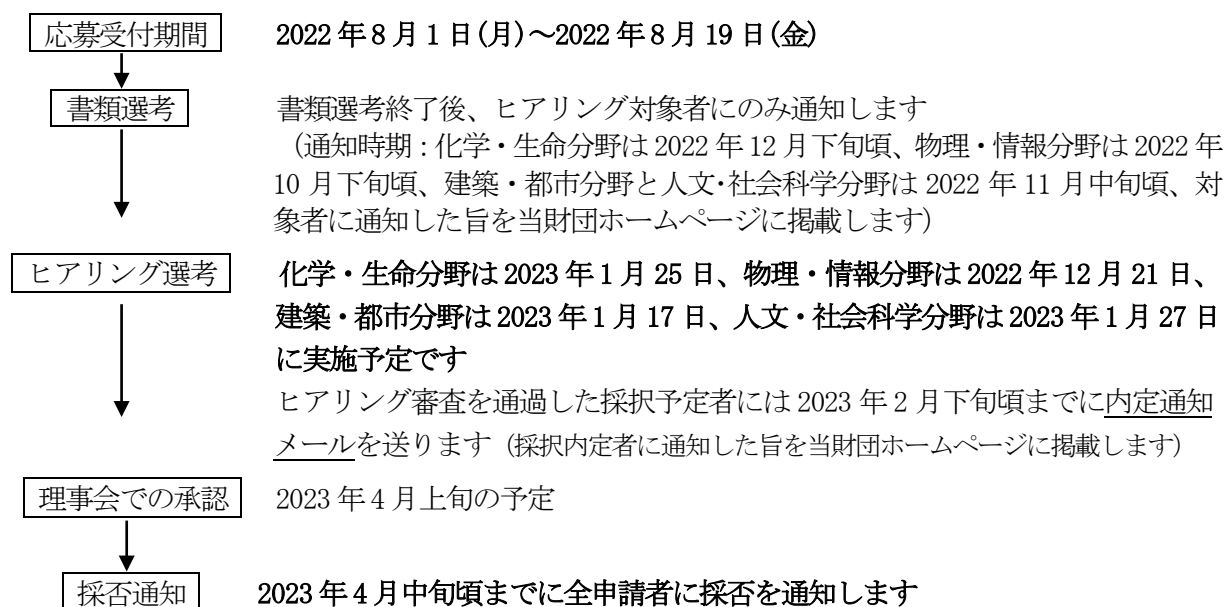 応募受付期間 2022年8月1日(月)～2022年8月19日(金)
書類選考 書類選考終了後、ヒアリング対象者にのみ通知します
(通知時期：化学・生命分野は2022年12月下旬頃、物理・情報分野は2022年
10月下旬頃、建築・都市分野と人文・社会科学分野は2022年11月中旬頃、対
象者に通知した旨を当財団ホームページに掲載します)
ヒアリング選考 化学・生命分野は2023年1月25日、物理・情報分野は2022年12月21日、
建築・都市分野は2023年1月17日、人文・社会科学分野は2023年1月27日
に実施予定です
ヒアリング審査を通過した採択予定者には2023年2月下旬頃までに内定通知
メールを送ります（採択内定者に通知した旨を当財団ホームページに掲載します）
理事会での承認 2023年4月上旬の予定
採否通知 2023年4月中旬頃までに全申請者に採否を通知します